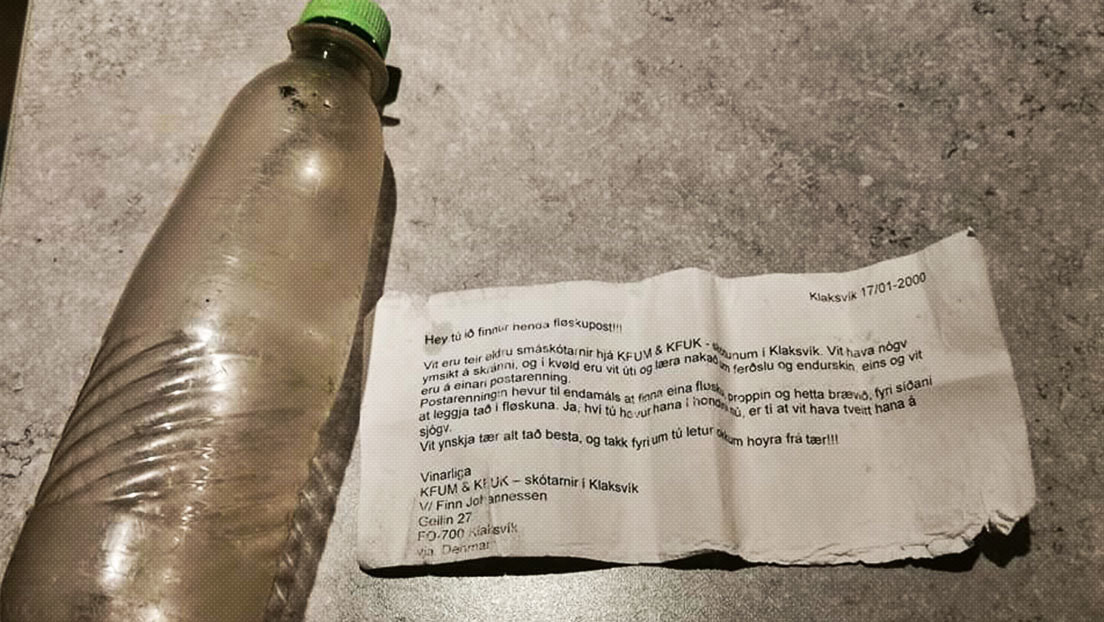 Klaksvík 17/01-2000
Hey tú ið finnur henda fløskupost!!!
Vit eru teir eldru smáskótarnir hjá KFUM & KFUK - skótunum í Klaksvík. Vit hava nógv
ymsikt á skránni, og í kvøld eru vit úti og læra nakað um ferðslu og endurskin, eins og vit
eru á einari postarenning.
Postarenningin hevur til endamáls at finna eina fløsku, proppin og hetta brævið, fyri síðani
at leggja tað í fløskuna. Ja, hví tú hevur hana í hondini nú, er tí at vit hava tveitt hana á
sjógv.
Vit ynskja tær alt tað besta, og takk fyri um tú letur okkum hoyra frá tær!!!
Vinarliga
KFUM & KFUK – skótarnir í Klaksvík
V/ Finn Johannessen
Geilin 27
FO-700 Klaksvík
via Denmark